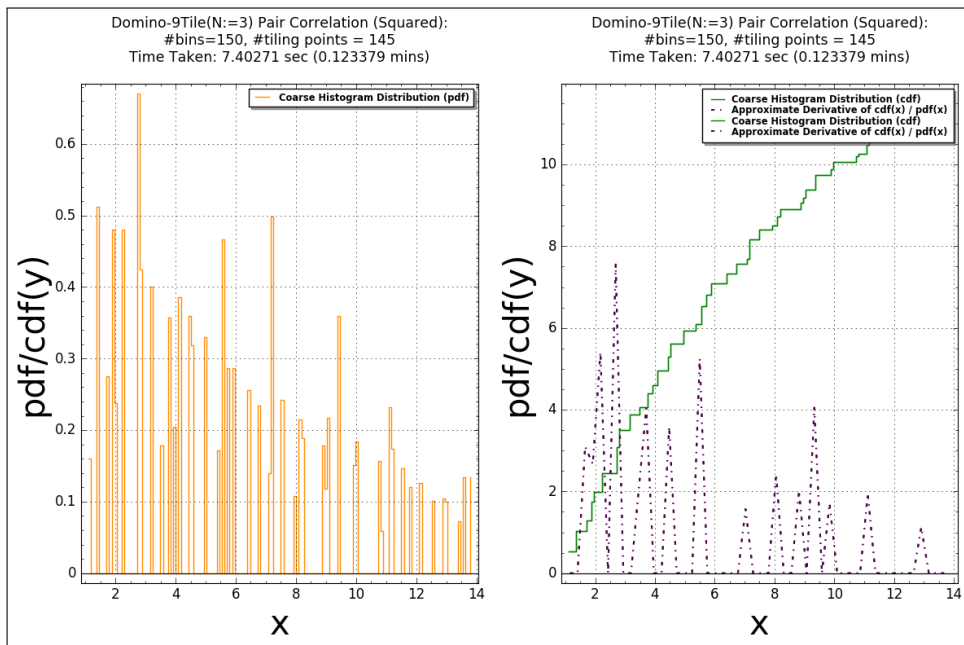 Domino-9Tile(N:=3) Pair Correlation (Squared):
#bins=150, #tiling points = 145
Time Taken: 7.40271 sec (0.123379 mins)
Coarse Histogram Distribution (pdf)
pdf/cdf(y)
0.6
0.5
0.4
0.3
0.2
0.1
0
2
4
6
8
10
12
14
x
Domino-9Tile(N:=3) Pair Correlation (Squared):
#bins=150, #tiling points = 145
Time Taken: 7.40271 sec (0.123379 mins)
Coarse Histogram Distribution (cdf)
Approximate Derivative of cdf(x) / pdf(x)
Coarse Histogram Distribution (cdf)
Approximate Derivative of cdf(x) / pdf(x)
pdf/cdf(y)
10
8
6
4
2
0
2
4
6
8
10
12
14
x